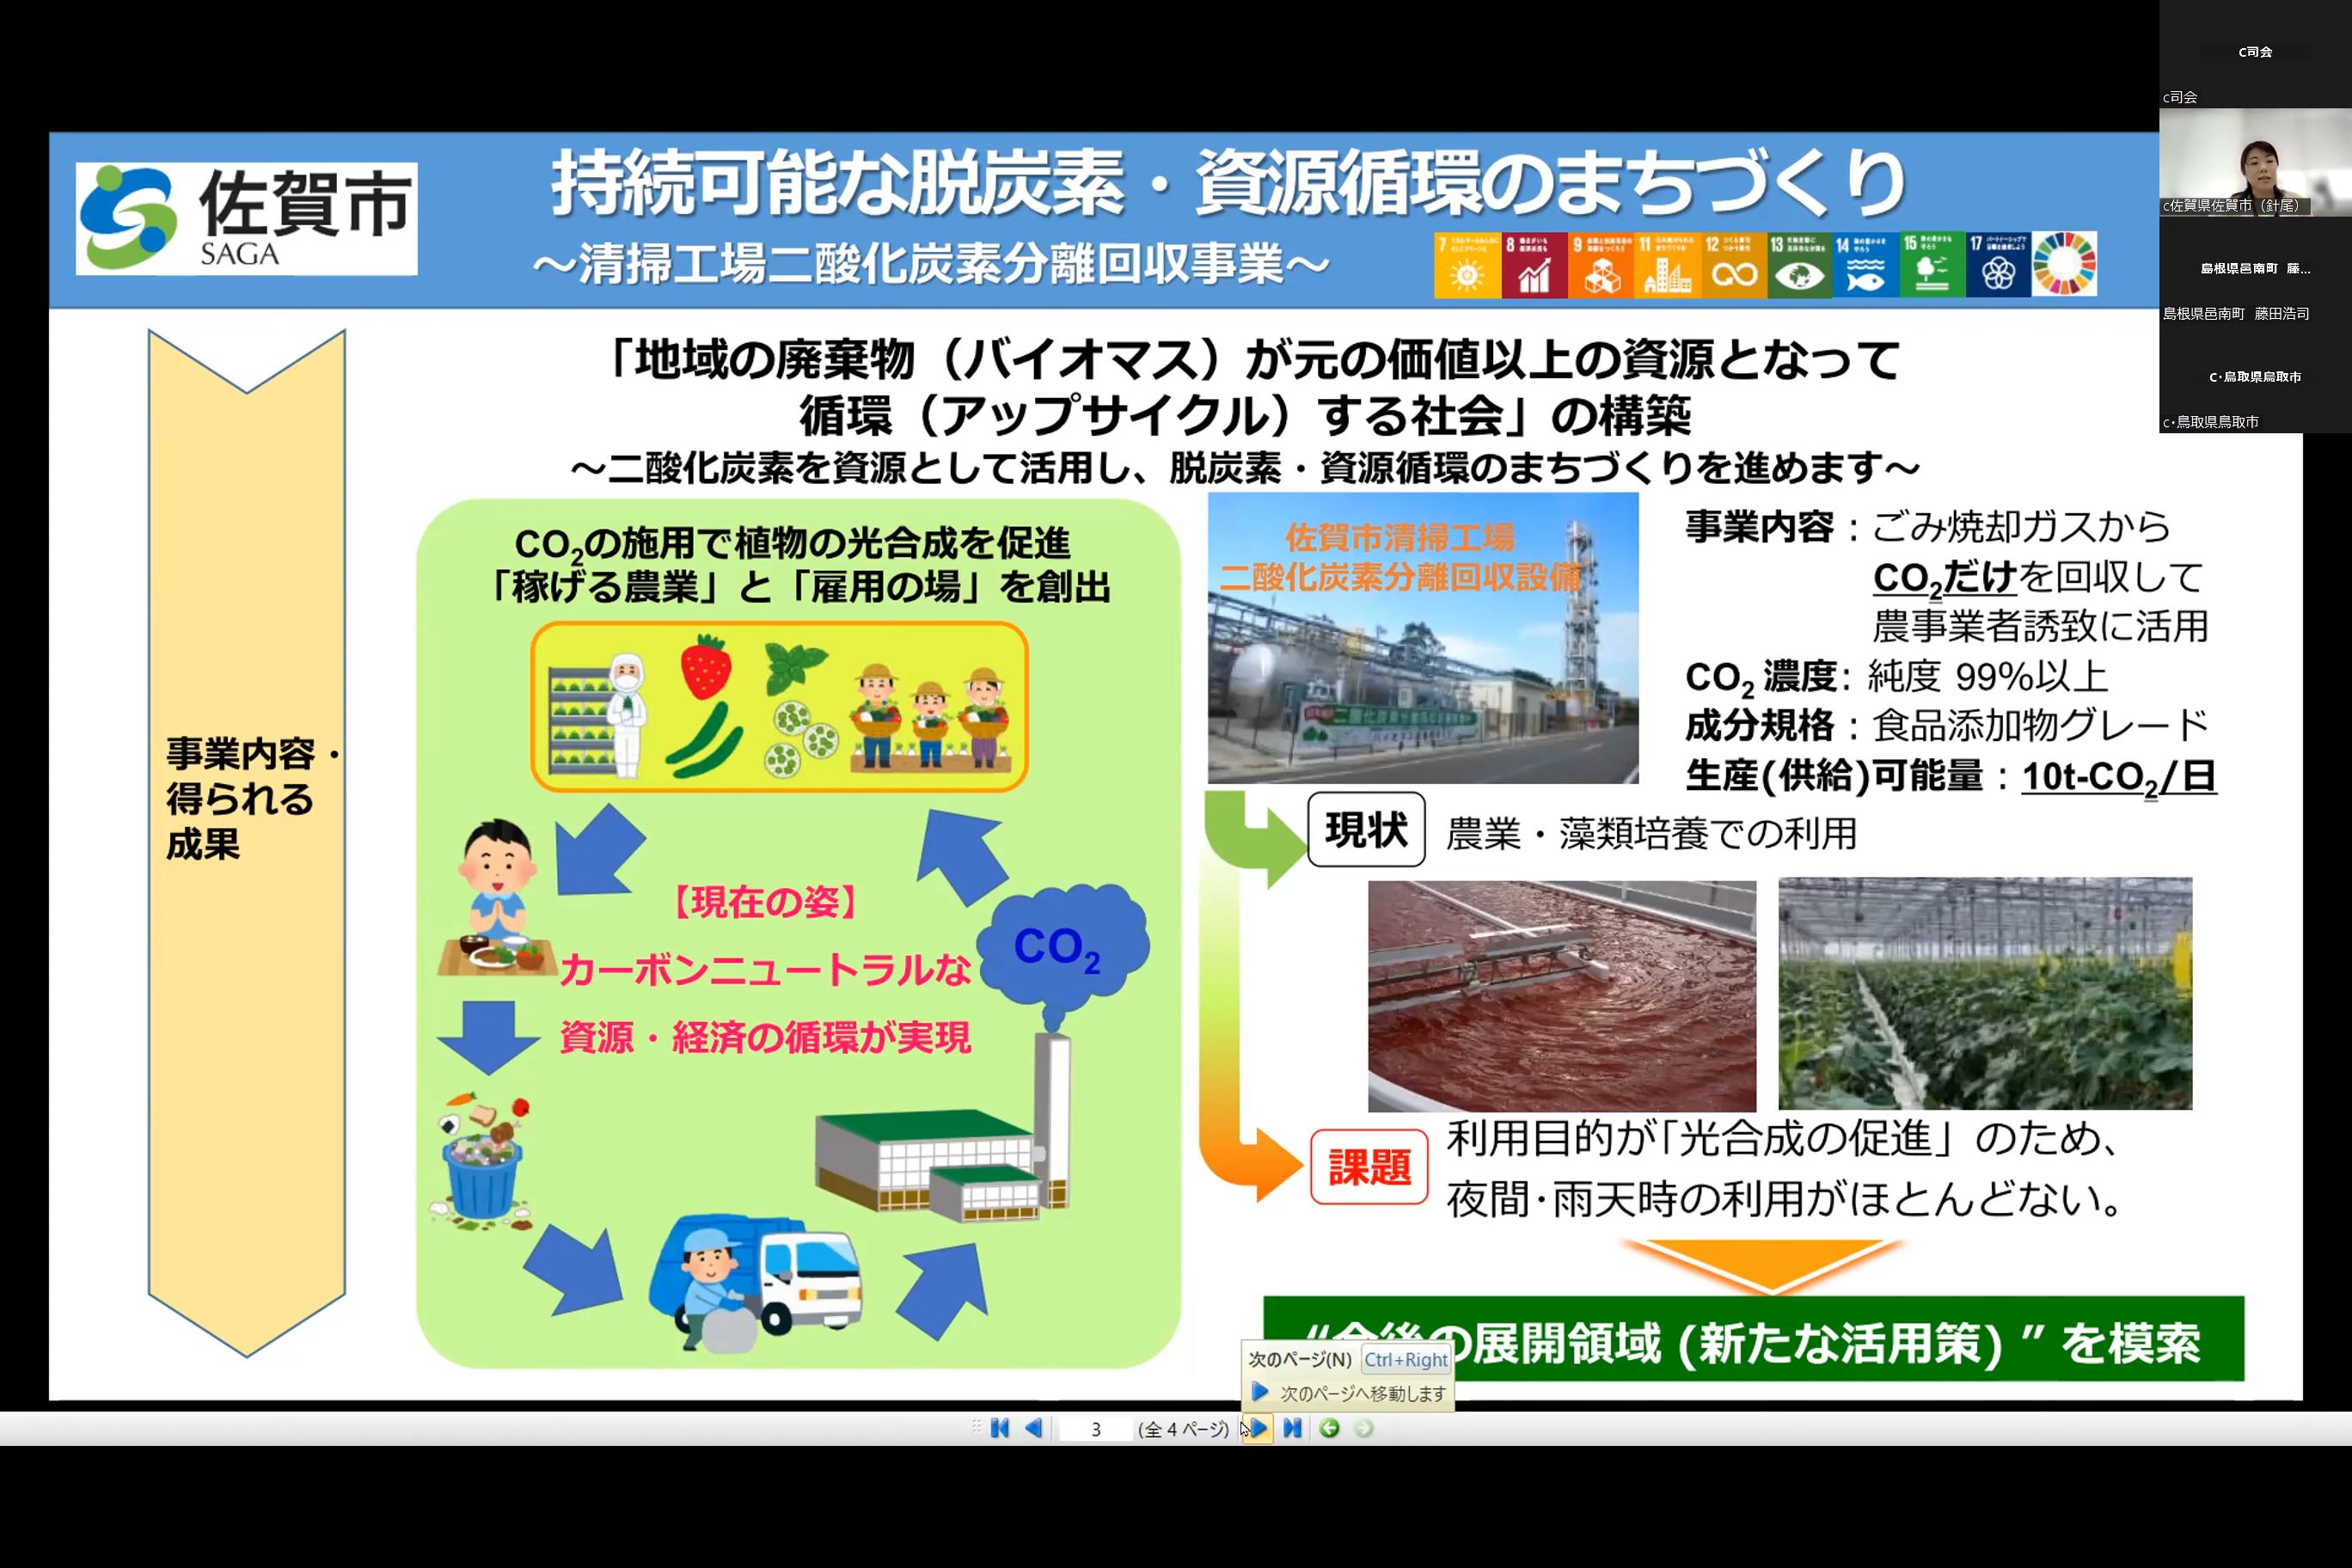 佐賀市
SAGA
持続可能な脱炭素・資源循環のまちづくり
～清掃工場二酸化炭素分離回収事業～
7
8
9
11
12
13
14
15
17
「地域の廃棄物（バイオマス）が元の価値以上の資源となって
循環（アップサイクル）する社会」の構築
～二酸化炭素を資源として活用し、脱炭素・資源循環のまちづくりを進めます～
事業内容・
得られる
成果
CO2の施用で植物の光合成を促進
「稼げる農業」と「雇用の場」を創出
【現在の姿】
カーボンニュートラルな
資源・経済の循環が実現
CO2
佐賀市清掃工場
二酸化炭素分離回収設備
事業内容：ごみ焼却ガスから
CO2だけを回収して
農事業者誘致に活用
CO2 濃度：純度 99%以上
成分規格：食品添加物グレード
生産(供給)可能量：10t-CO2/日
現状
農業・藻類培養での利用
課題
利用目的が「光合成の促進」のため、
夜間･雨天時の利用がほとんどない。
“今後の展開領域 (新たな活用策) ” を模索
次のページ(N) Ctrl+Right
次のページへ移動します
3 (全 4 ページ)
c司会
c司会
c佐賀県佐賀市（針尾）
島根県邑南町 藤...
島根県邑南町 藤田浩司
c･鳥取県鳥取市
c･鳥取県鳥取市